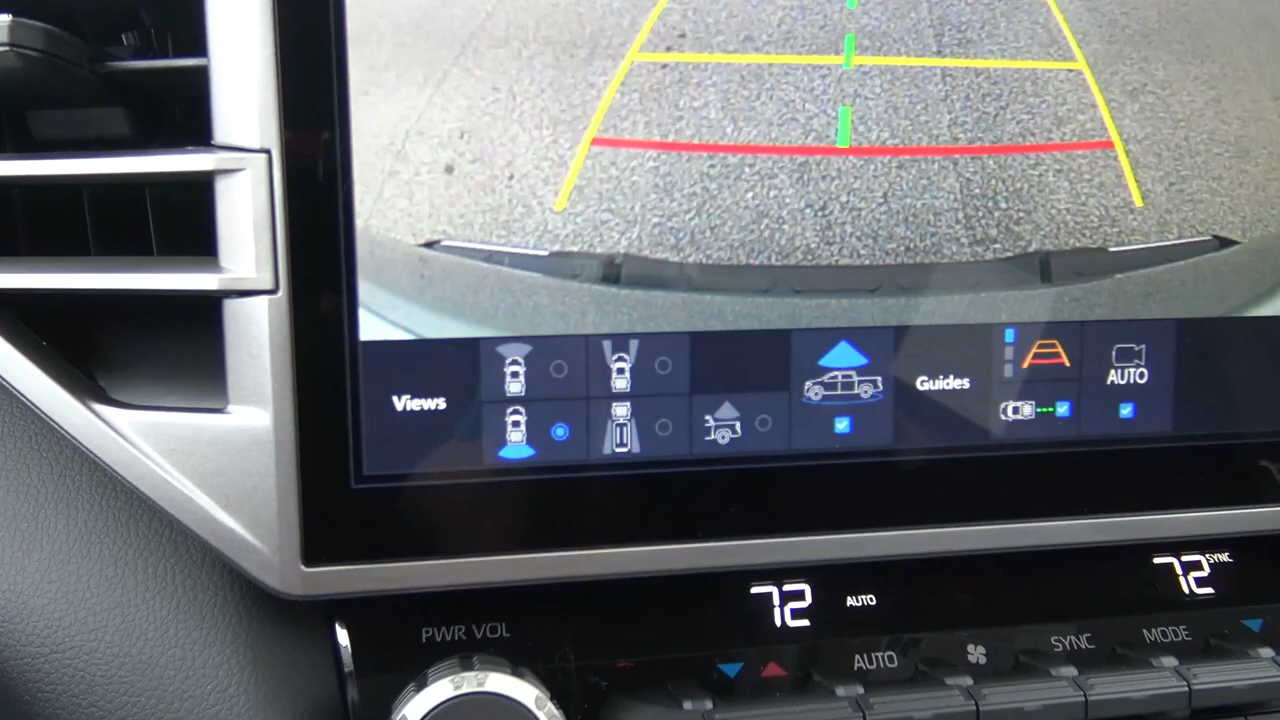 Views
Guides
AUTO
72 AUTO
72 SYNC
PWR VOL
AUTO
SYNC
MODE